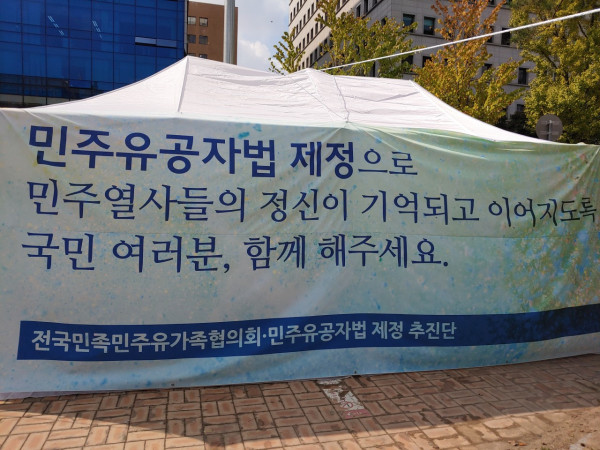 민주유공자법 제정으로
민주열사들의 정신이 기억되고 이어지도록
국민 여러분, 함께 해주세요.
전국민족민주유가족협의회·민주유공자법 제정 추진단